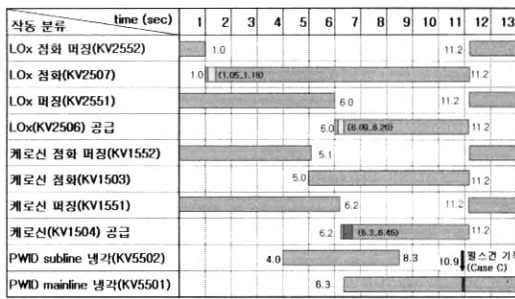 time (sec) 1 2 3 4 5 6 7 8 9 10 11 12 13
작동 분류
LOx 점화 퍼징(KV2552) 1.0 11.2
LOx 점화(KV2507) 1.0 (1.05_1.16) 11.2
LOx 퍼징(KV2551) 6.0 11.2
LOx(KV2506) 공급 6.0 (6.09_6.20) 11.2
케로신 점화 퍼징(KV1552) 5.1
케로신 점화(KV1503) 5.0 11.2
케로신 퍼징(KV1551) 6.2 11.2
케로신(KV1504) 공급 6.2 (6.3_6.45) 11.2
PWID subline 냉각(KV5502) 4.0 8.3 10.9 펄스건 기폭
(Case C)
PWID mainline 냉각(KV5501) 6.3